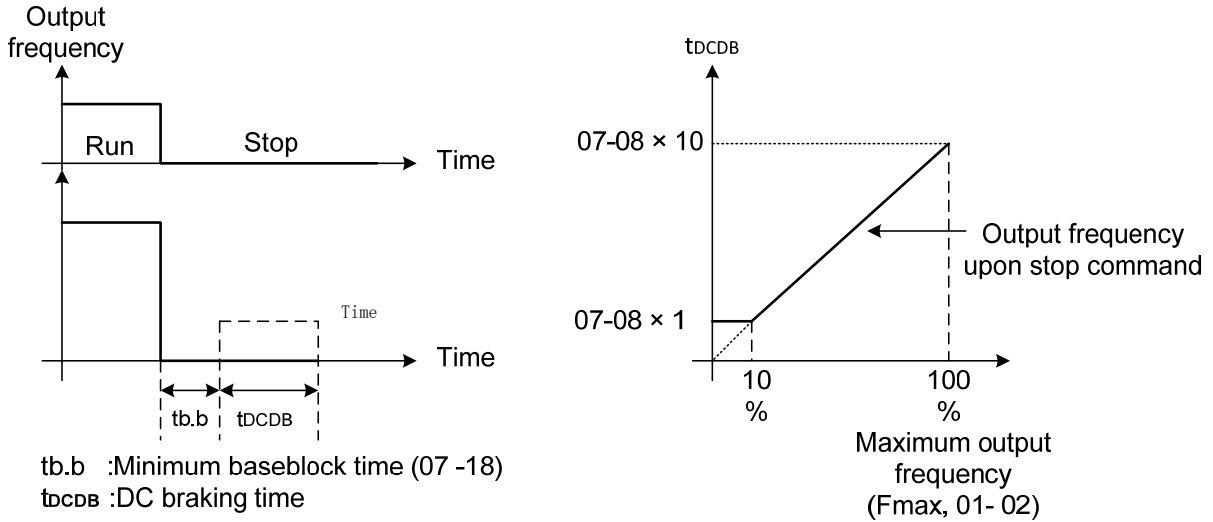 Output
frequency
Run
Stop
Time
Time
Time
tb.b
tDCDB
tb.b :Minimum baseblock time (07 -18)
tDCDB :DC braking time
tDCDB
07-08 × 10
07-08 × 1
Output frequency
upon stop command
10
%
100
%
Maximum output
frequency
(Fmax, 01- 02)